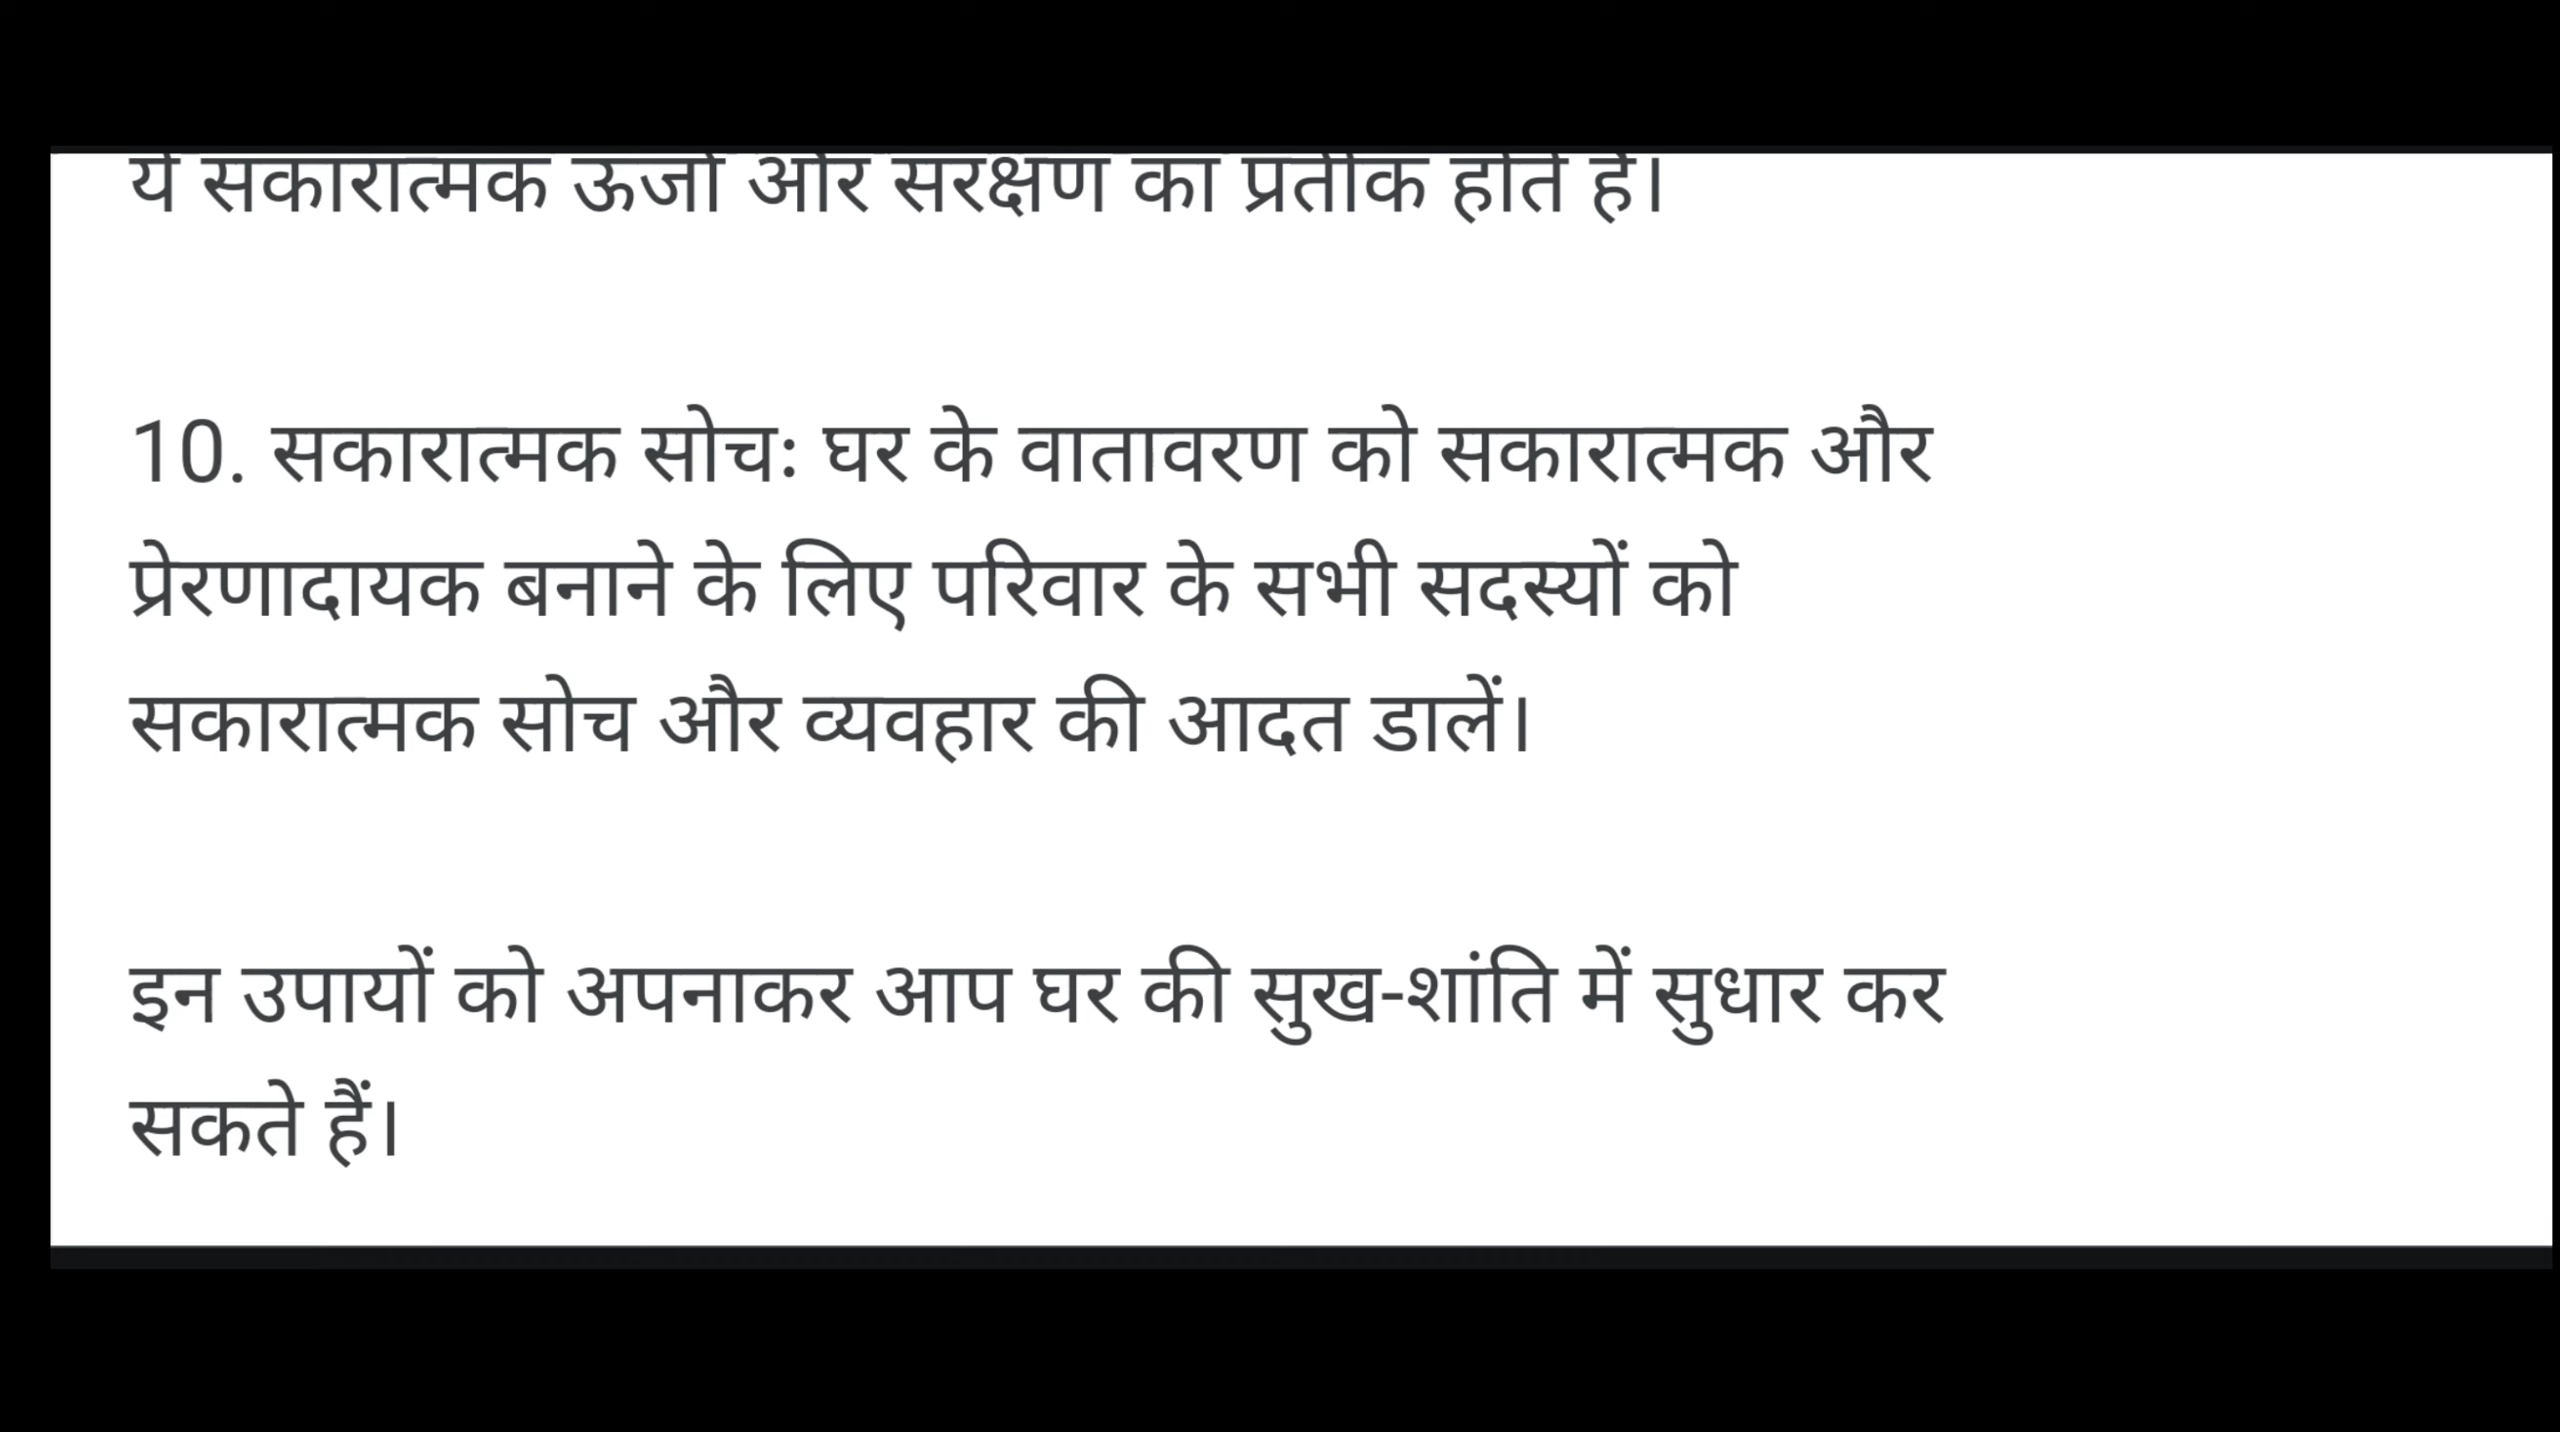 ये सकारात्मक ऊर्जा और संरक्षण का प्रतीक होते हैं।
10. सकारात्मक सोचः घर के वातावरण को सकारात्मक और
प्रेरणादायक बनाने के लिए परिवार के सभी सदस्यों को
सकारात्मक सोच और व्यवहार की आदत डालें।
इन उपायों को अपनाकर आप घर की सुख-शांति में सुधार कर
सकते हैं।